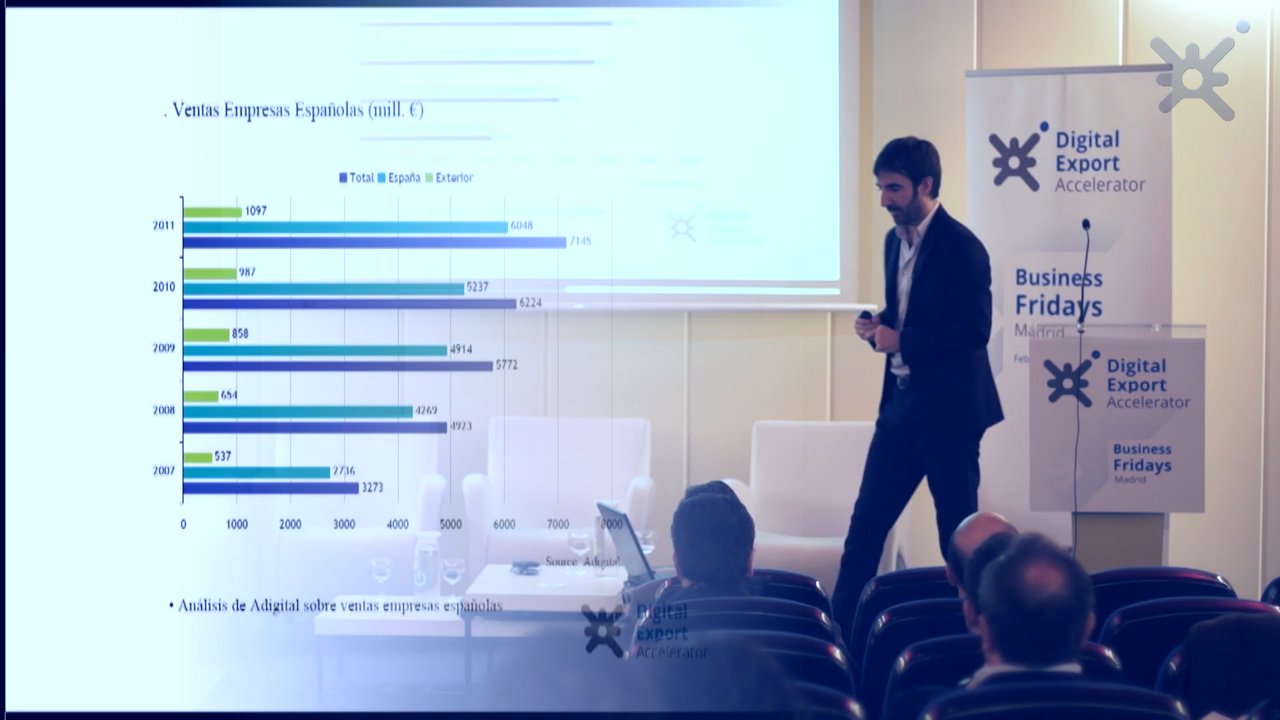 . Ventas Empresas Españolas (mill. €)
Total España Exterior
2011
1097
6048
7145
2010
987
5237
6224
2009
858
4914
5772
2008
654
4269
4923
2007
537
2736
3273
0 1000 2000 3000 4000 5000 6000 7000 8000
Source Adigital
• Análisis de Adigital sobre ventas empresas españolas
Digital
Export
Accelerator
Digital
Export
Accelerator
Business
Fridays
Madrid
Feb
Digital
Export
Accelerator
Business
Fridays
Madrid